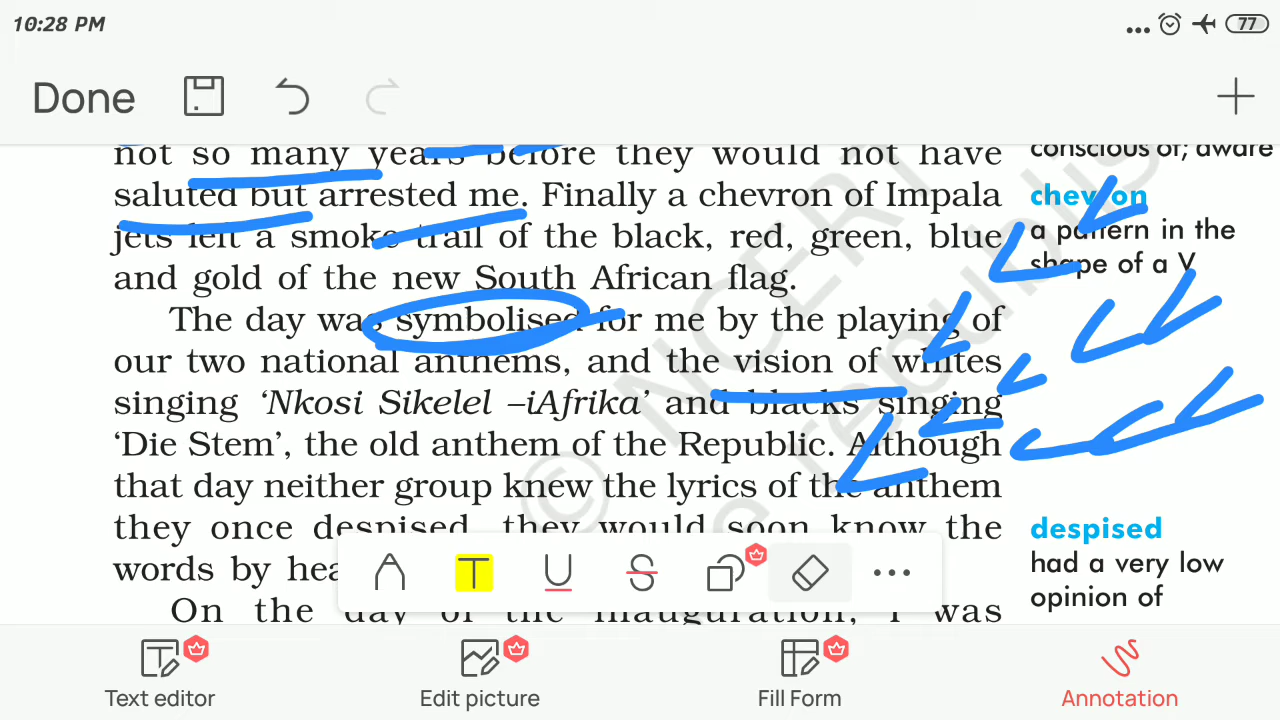 10:28 PM
77
Done
not so many years before they would not have
saluted but arrested me. Finally a chevron of Impala
jets left a smoke trail of the black, red, green, blue
and gold of the new South African flag.
The day was symbolised for me by the playing of
our two national anthems, and the vision of whites
singing ‘Nkosi Sikelel –iAfrika’ and blacks singing
‘Die Stem’, the old anthem of the Republic. Although
that day neither group knew the lyrics of the anthem
they once despised, they would soon know the
words by hea
On the day of the inauguration, I was
conscious of; aware
chevron
a pattern in the
shape of a V
despised
had a very low
opinion of
© NCERT
republis
T
U
S
Text editor
Edit picture
Fill Form
Annotation